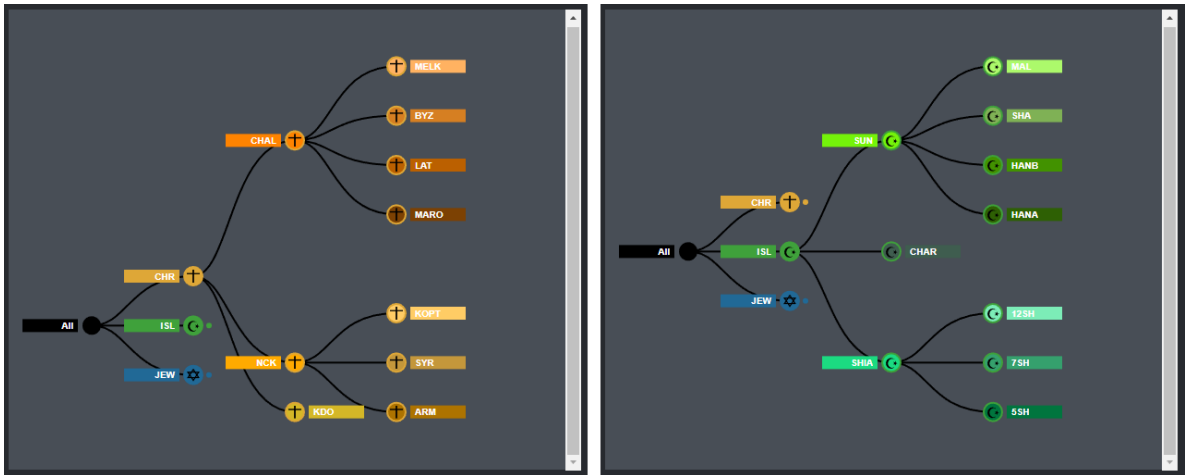 MELK
BYZ
CHAL
LAT
MARO
CHR
KOPT
All
ISL
NCK
SYR
JEW
KDO
ARM
MAL
SHA
SUN
HANB
CHR
HANA
All
ISL
CHAR
JEW
12SH
SHIA
7SH
5SH